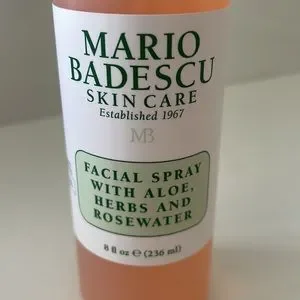 MARIO
BADESCU
SKIN CARE
Established 1967
MB
FACIAL SPRAY
WITH ALOE,
HERBS AND
ROSEWATER
8 fl oz ℮ (236 ml)